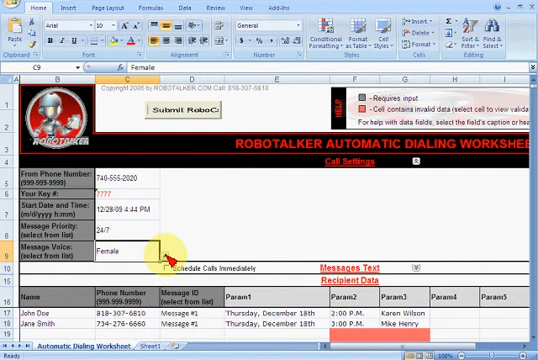 Home Insert Page Layout Formulas Data Review View Add-Ins
Arial 10 General
Paste
Conditional Formatting Format as Table Cell Styles
Insert
Delete
Format
Sort & Filter Find & Select
Clipboard Font Alignment Number Styles Cells Editing
C9 Female
A B C D E F G H I
Copyright 2005 by ROBOTALKER.COM Call: 818-307-6810
Submit RoboCa
HELP
- Requires input
- Cell contains invalid data (select cell to view valida
For help with data fields, select the field's caption or hea
ROBOTALKER
ROBOTALKER AUTOMATIC DIALING WORKSHEE
Call Settings
From Phone Number:
(999-999-9999)
740-555-2020
Your Key #:
7777
Start Date and Time:
(m/d/yyyy h:mm)
12/28/09 4:44 PM
Message Priority:
(select from list)
24/7
Message Voice:
(select from list)
Female
Schedule Calls Immediately
Messages Text
Recipient Data
Name Phone Number (999-999-9999) Message ID (select from list) Param1 Param2 Param3 Param4 Param5
John Doe 818-307-6810 Message #1 Thursday, December 18th 2:00 P.M. Karen Wilson
Jane Smith 734-276-6660 Message #1 Thursday, December 18th 3:00 P.M. Mike Henry
Automatic Dialing Worksheet Sheet1
100%